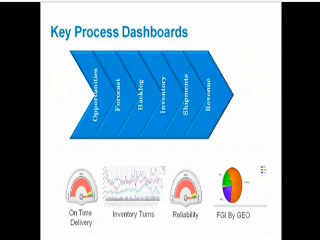 Key Process Dashboards
Opportunities
Forecast
Backlog
Inventory
Shipments
Revenue
On Time
Delivery
Inventory Turns
Reliability
FGI By GEO